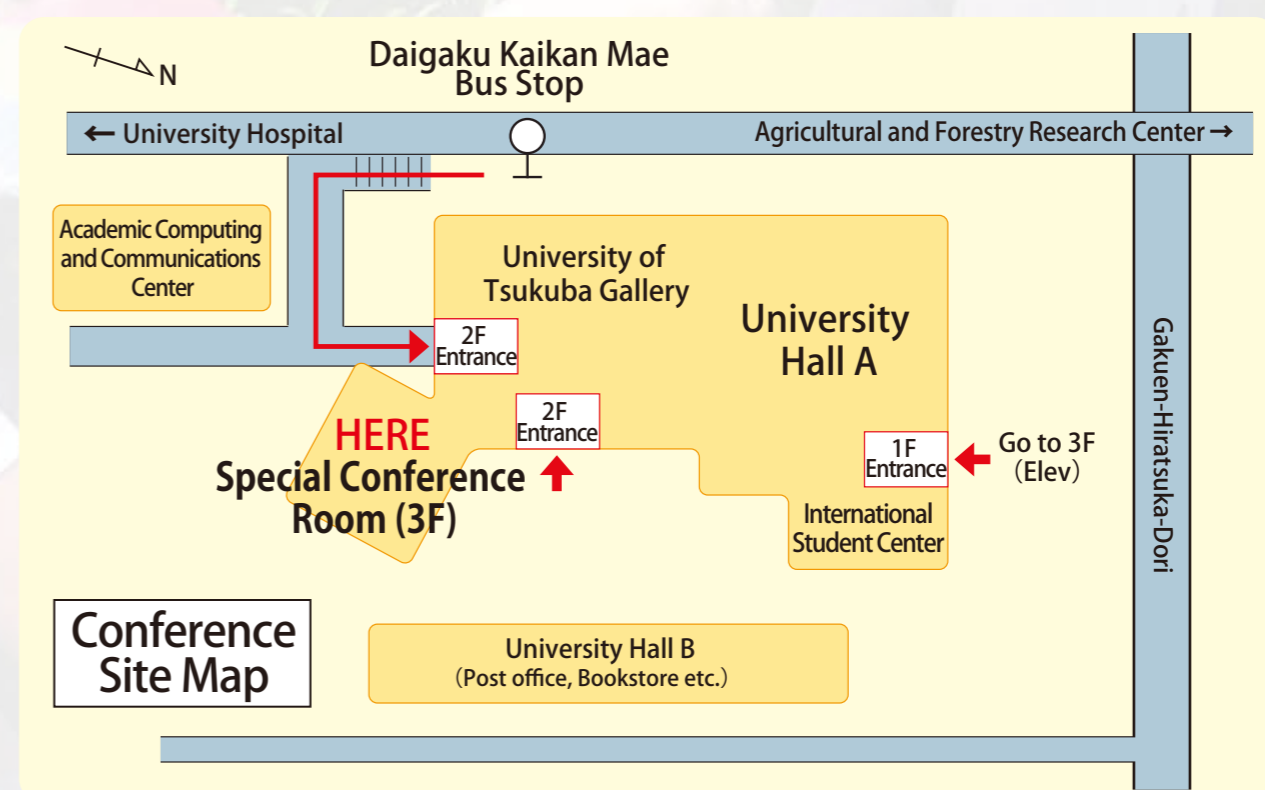 N
Daigaku Kaikan Mae
Bus Stop
← University Hospital
Agricultural and Forestry Research Center →
Academic Computing
and Communications
Center
University of
Tsukuba Gallery
University
Hall A
2F
Entrance
2F
Entrance
1F
Entrance
Go to 3F
(Elev)
HERE
Special Conference
Room (3F)
International
Student Center
Gakuen-Hiratsuka-Dori
Conference
Site Map
University Hall B
(Post office, Bookstore etc.)